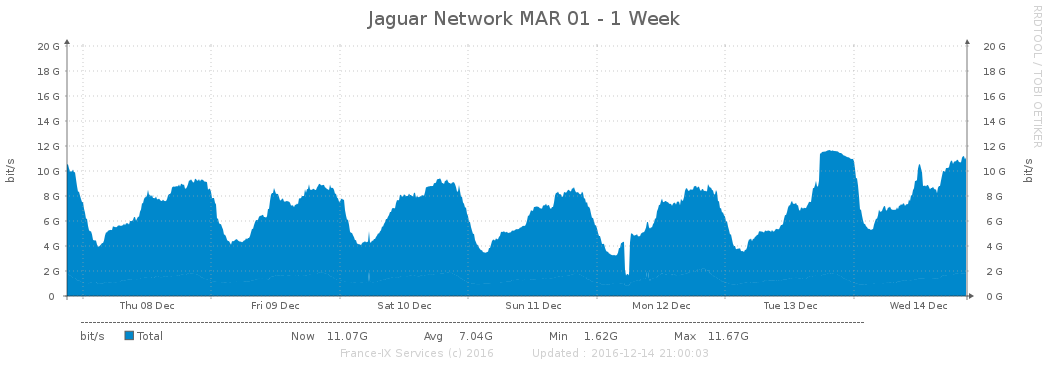 Jaguar Network MAR 01 - 1 Week
RRDTOOL / TOBI OETIKER
bit/s
20 G 20 G
18 G 18 G
16 G 16 G
14 G 14 G
12 G 12 G
10 G 10 G
8 G 8 G
6 G 6 G
4 G 4 G
2 G 2 G
0 0 G
bit/s
Thu 08 Dec Fri 09 Dec Sat 10 Dec Sun 11 Dec Mon 12 Dec Tue 13 Dec Wed 14 Dec
bit/s Total Now 11.07G Avg 7.04G Min 1.62G Max 11.67G
France-IX Services (c) 2016 Updated : 2016-12-14 21:00:03